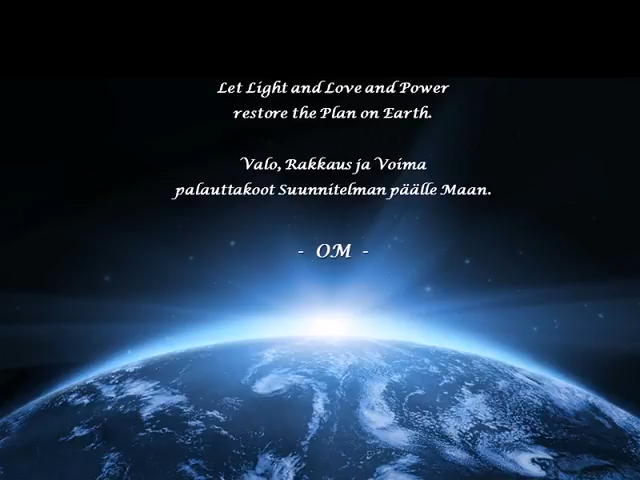 Let Light and Love and Power
restore the Plan on Earth.
Valo, Rakkaus ja Voima
palauttakoot Suunnitelman päälle Maan.
- OM -